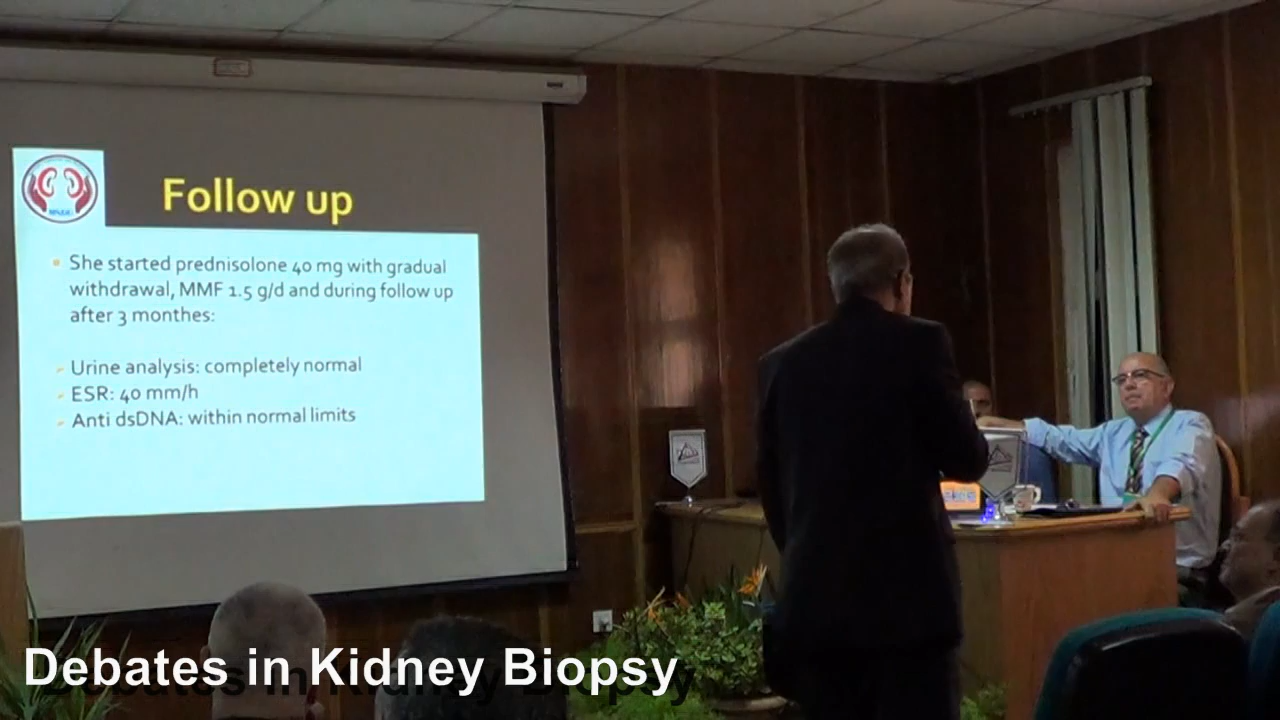 Follow up
She started prednisolone 40 mg with gradual
withdrawal, MMF 1.5 g/d and during follow up
after 3 monthes:
Urine analysis: completely normal
ESR: 40 mm/h
Anti dsDNA: within normal limits
Debates in Kidney Biopsy